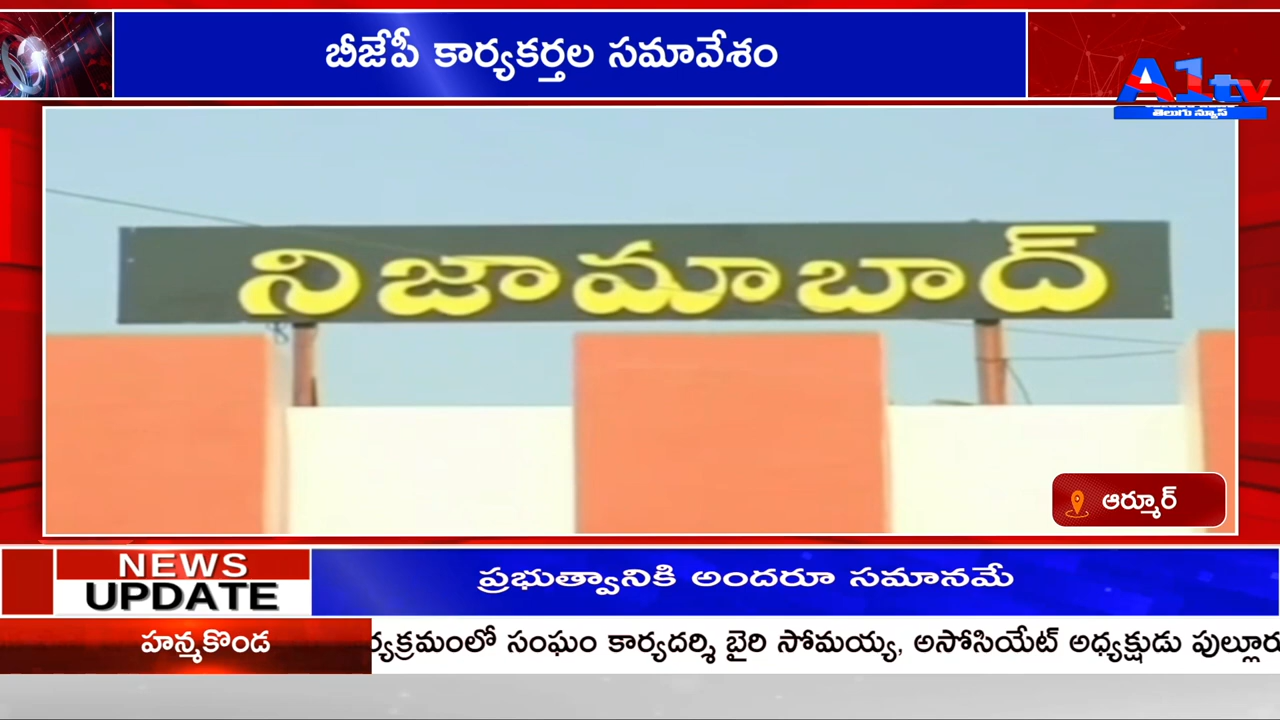 బీజేపీ కార్యకర్తల సమావేశం
A1tv
తెలుగు న్యూస్
నిజామాబాద్
ఆర్మూర్
NEWS
UPDATE
ప్రభుత్వానికి అందరూ సమానమే
హన్మకొండ
ర్యక్రమంలో సంఘం కార్యదర్శి బైరి సోమయ్య, అసోసియేట్ అధ్యక్షుడు పుల్లూరు